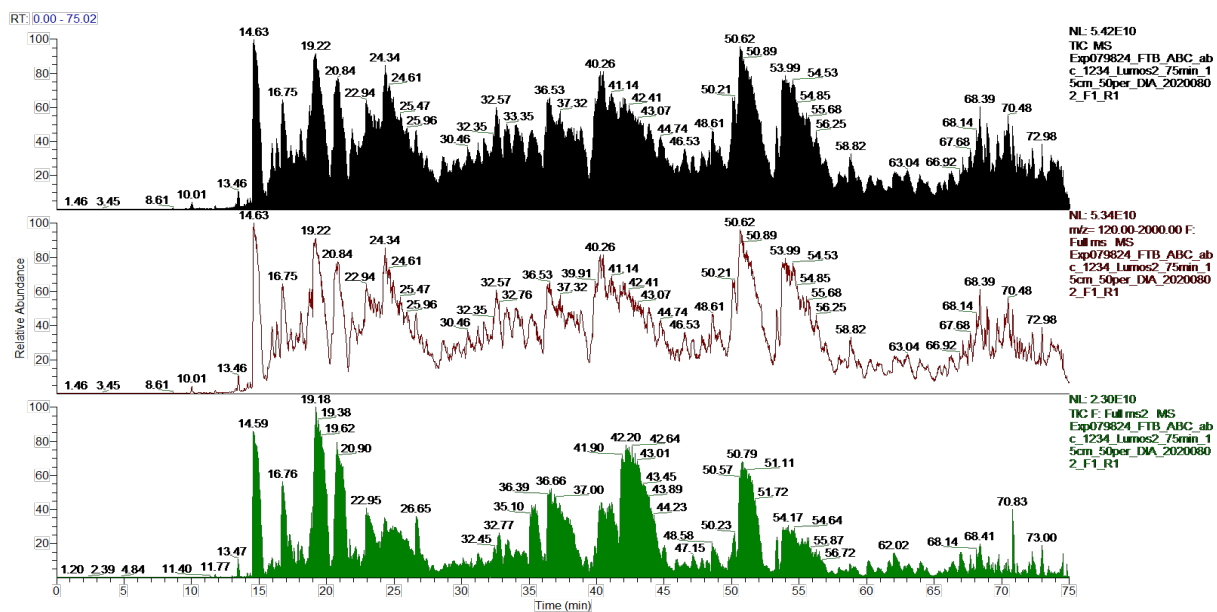 RT: 0.00 - 75.02
NL: 5.42E10
TIC MS
Exp079824_FTB_ABC_ab
c_1234_Lumos2_75min_1
5cm_50per_DIA_2020080
2_F1_R1
100
80
60
40
20
1.46 3.45 8.61 10.01 13.46 14.63 16.75 19.22 20.84 22.94 24.34 24.61 25.47 25.96 30.46 32.35 32.57 33.35 36.53 37.32 40.26 41.14 42.41 43.07 44.74 46.53 48.61 50.21 50.62 50.89 53.99 54.53 54.85 55.68 56.25 58.82 63.04 66.92 67.68 68.14 68.39 70.48 72.98
NL: 5.34E10
m/z= 120.00-2000.00 F:
Full ms MS
Exp079824_FTB_ABC_ab
c_1234_Lumos2_75min_1
5cm_50per_DIA_2020080
2_F1_R1
Relative Abundance
100
80
60
40
20
1.46 3.45 8.61 10.01 13.46 14.63 16.75 19.22 20.84 22.94 24.34 24.61 25.47 25.96 30.46 32.35 32.57 32.76 36.53 37.32 39.91 40.26 41.14 42.41 43.07 44.74 46.53 48.61 50.21 50.62 50.89 53.99 54.53 54.85 55.68 56.25 58.82 63.04 66.92 67.68 68.14 68.39 70.48 72.98
NL: 2.30E10
TIC F: Full ms2 MS
Exp079824_FTB_ABC_ab
c_1234_Lumos2_75min_1
5cm_50per_DIA_2020080
2_F1_R1
100
80
60
40
20
1.20 2.39 4.84 11.40 11.77 13.47 14.59 16.76 19.18 19.38 19.62 20.90 22.95 26.65 32.45 32.77 35.10 36.39 36.66 37.00 41.90 42.20 42.64 43.01 43.45 43.89 44.23 47.15 48.58 50.23 50.57 50.79 51.11 51.72 54.17 54.64 55.87 56.72 62.02 68.14 68.41 70.83 73.00
0 5 10 15 20 25 30 35 40 45 50 55 60 65 70 75
Time (min)